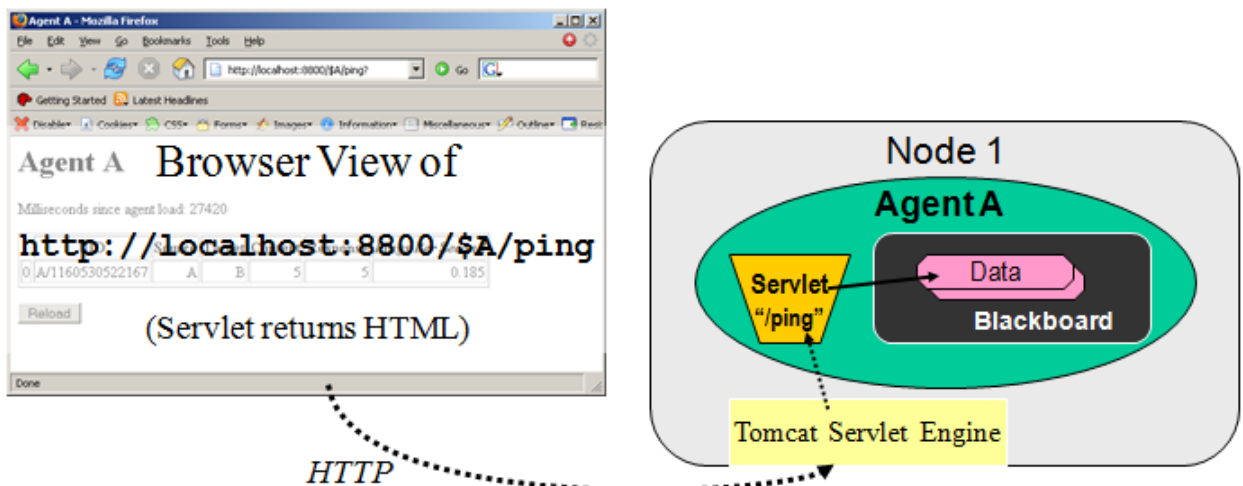 Agent A - Mozilla Firefox
File Edit View Go Bookmarks Tools Help
http://localhost:8800/$A/ping?
Go
G
Getting Started Latest Headlines
Disable Cookies CSS Forms Images Information Miscellaneous Outline
Agent A
Browser View of
Milliseconds since agent load: 27420
http://localhost:8800/$A/ping
0 A/1160530522167 A B 5 5 0.185
Reload
(Servlet returns HTML)
Done
HTTP
Node 1
Agent A
Servlet
"/ping"
Data
Blackboard
Tomcat Servlet Engine